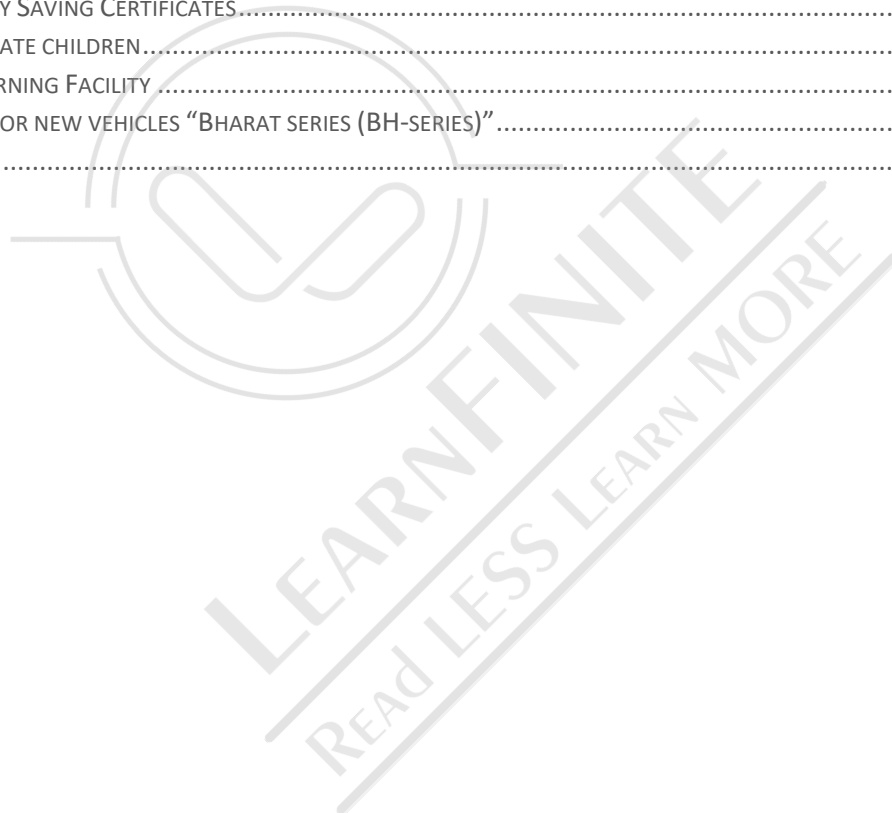 Y SAVING CERTIFICATES........................................................................................................
ATE CHILDREN........................................................................................................
RNING FACILITY ........................................................................................................
OR NEW VEHICLES “BHARAT SERIES (BH-SERIES)”........................................................
........................................................................................................
LEARNFINITE
READ LESS LEARN MORE